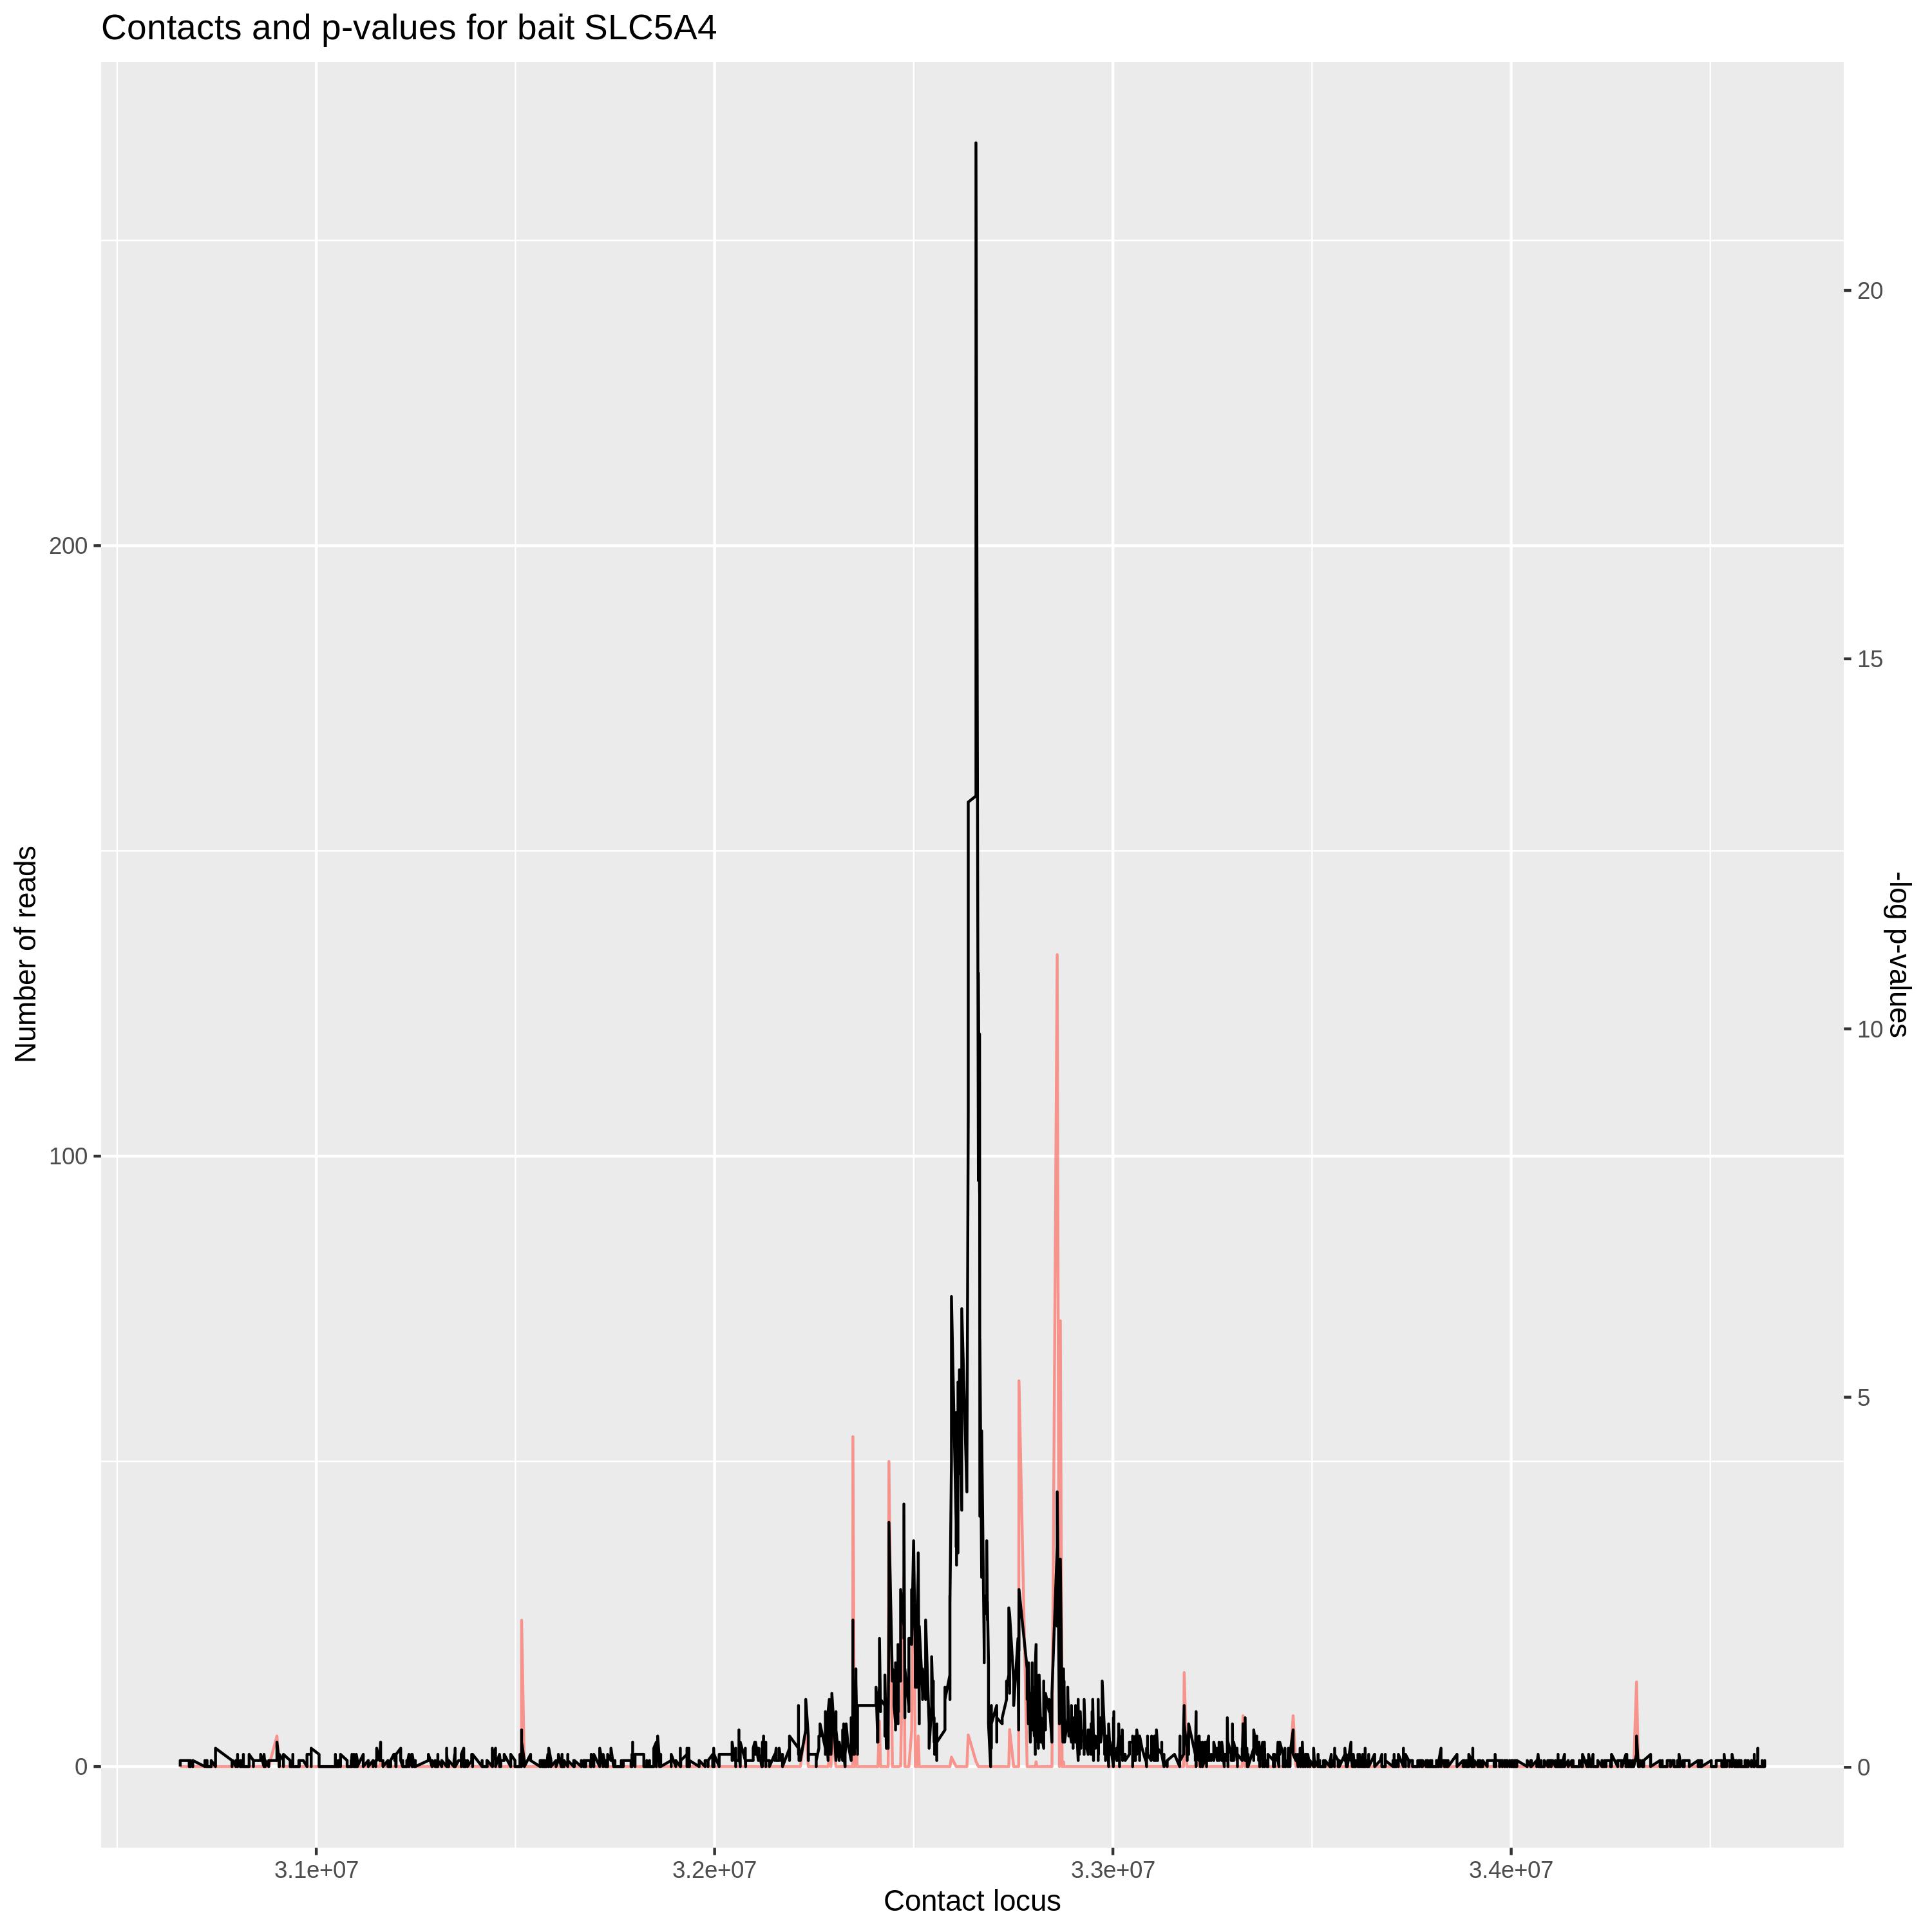 Contacts and p-values for bait SLC5A4
Number of reads
200
100
0
20
15
10
5
0
-log p-values
3.1e+07
3.2e+07
3.3e+07
3.4e+07
Contact locus